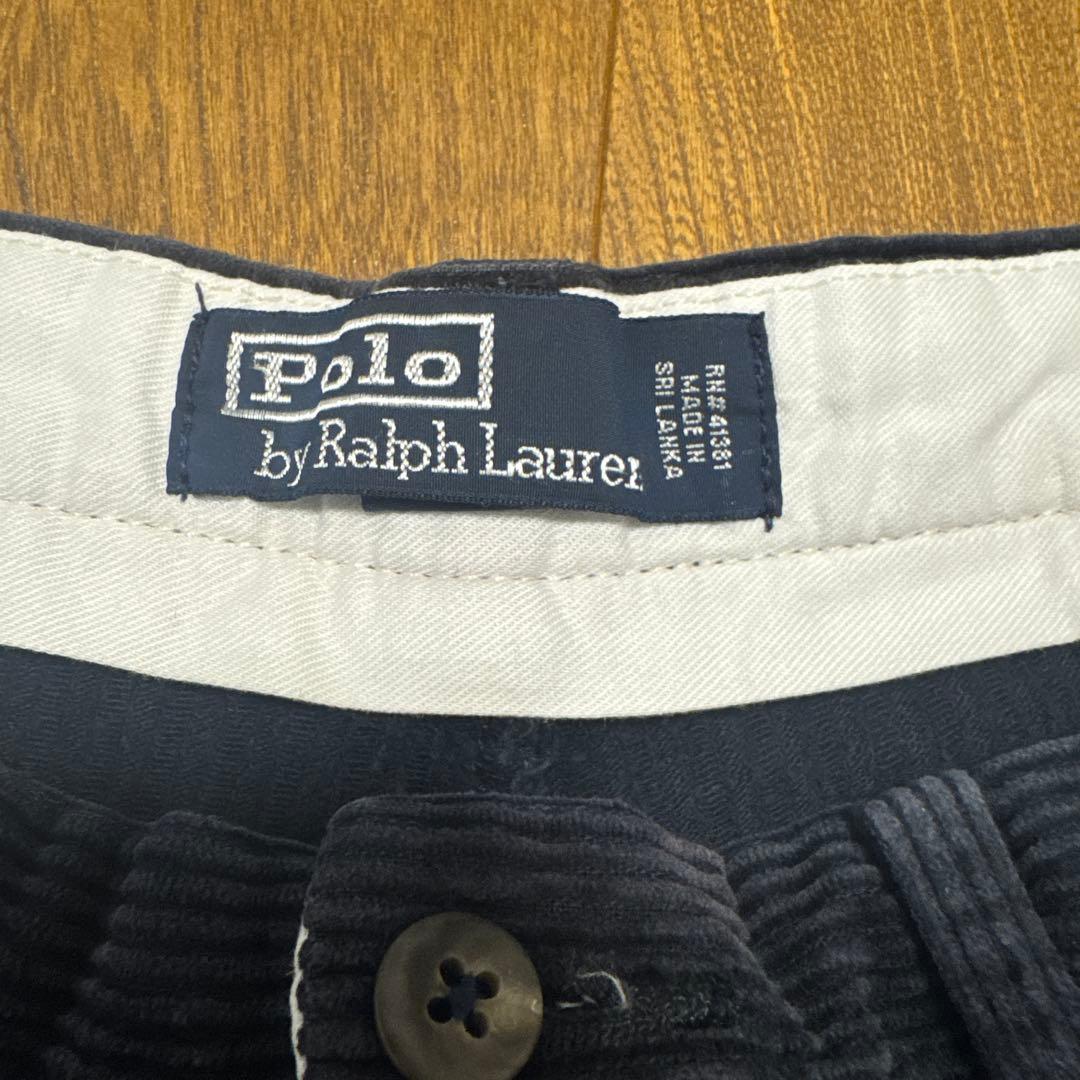 Polo
by Ralph Lauren
RN#41381
MADE IN
SRI LANKA